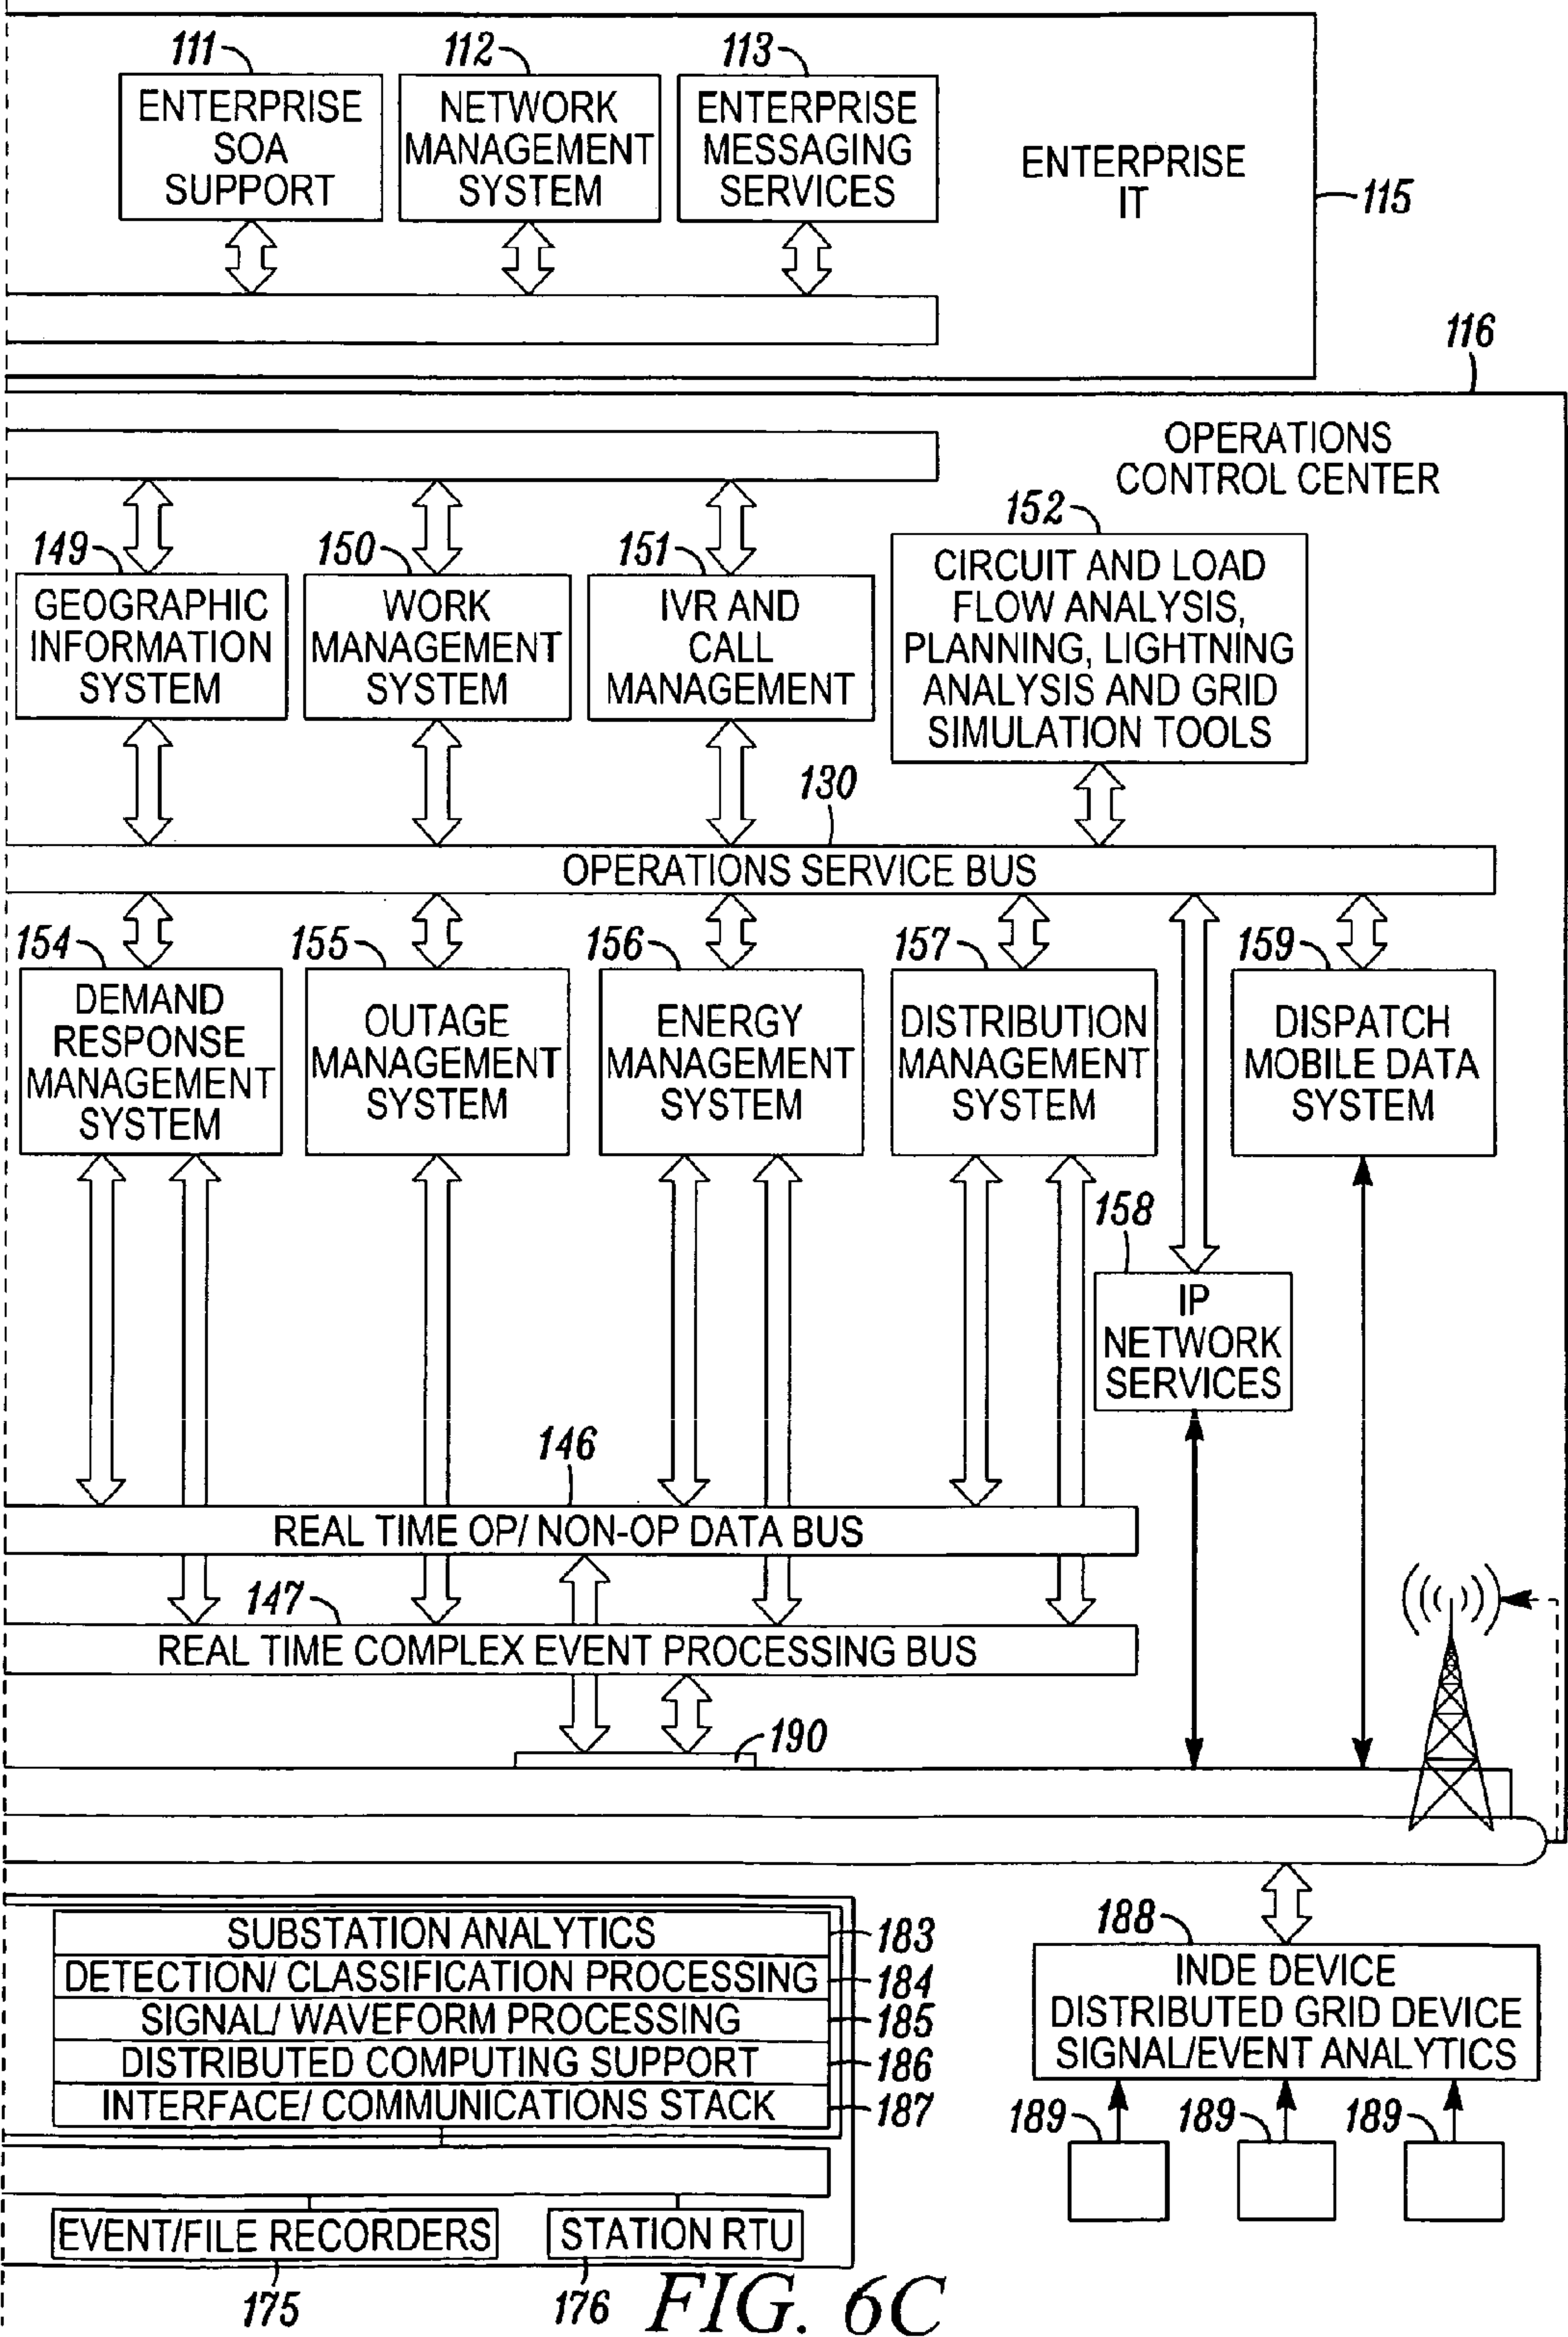 111
112
113
ENTERPRISE
SOA
SUPPORT
NETWORK
MANAGEMENT
SYSTEM
ENTERPRISE
MESSAGING
SERVICES
ENTERPRISE
IT
115
116
OPERATIONS
CONTROL CENTER
149
150
151
152
GEOGRAPHIC
INFORMATION
SYSTEM
WORK
MANAGEMENT
SYSTEM
IVR AND
CALL
MANAGEMENT
CIRCUIT AND LOAD
FLOW ANALYSIS,
PLANNING, LIGHTNING
ANALYSIS AND GRID
SIMULATION TOOLS
130
OPERATIONS SERVICE BUS
154
155
156
157
159
DEMAND
RESPONSE
MANAGEMENT
SYSTEM
OUTAGE
MANAGEMENT
SYSTEM
ENERGY
MANAGEMENT
SYSTEM
DISTRIBUTION
MANAGEMENT
SYSTEM
DISPATCH
MOBILE DATA
SYSTEM
158
IP
NETWORK
SERVICES
146
REAL TIME OP/ NON-OP DATA BUS
147
REAL TIME COMPLEX EVENT PROCESSING BUS
190
SUBSTATION ANALYTICS
183
DETECTION/ CLASSIFICATION PROCESSING
184
SIGNAL/ WAVEFORM PROCESSING
185
DISTRIBUTED COMPUTING SUPPORT
186
INTERFACE/ COMMUNICATIONS STACK
187
188
INDE DEVICE
DISTRIBUTED GRID DEVICE
SIGNAL/EVENT ANALYTICS
189
189
189
EVENT/FILE RECORDERS
STATION RTU
175
176
FIG. 6C